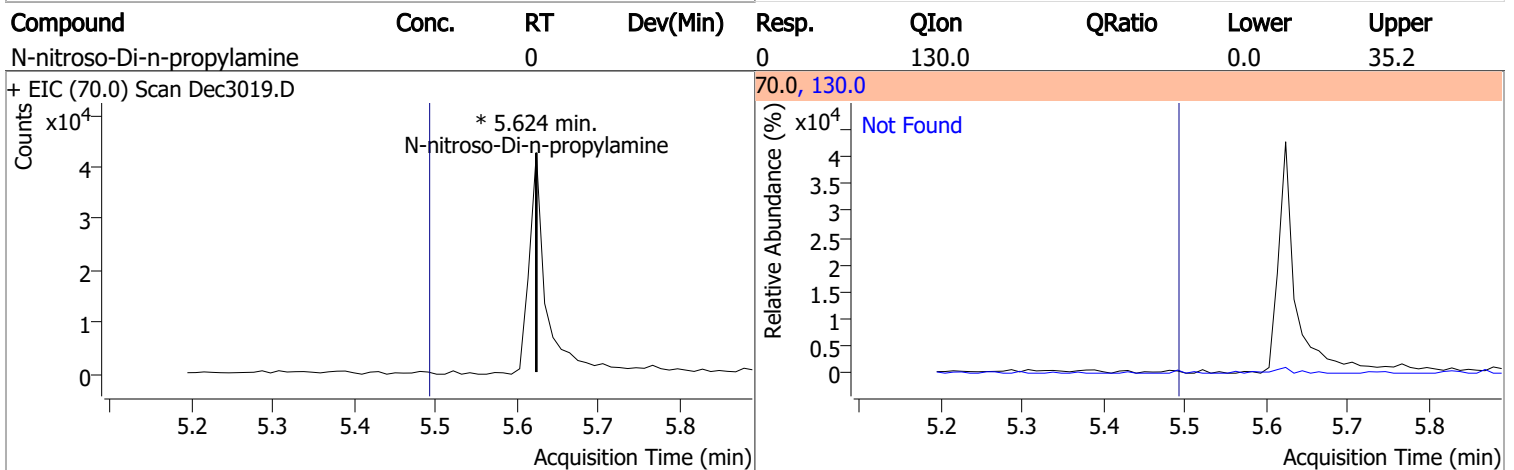 Compound Conc. RT Dev(Min) Resp. QIon QRatio Lower Upper
N-nitroso-Di-n-propylamine 0 0 130.0 0.0 35.2
+ EIC (70.0) Scan Dec3019.D
Counts
x10⁴
* 5.624 min.
N-nitroso-Di-n-propylamine
4
3
2
1
0
5.2 5.3 5.4 5.5 5.6 5.7 5.8
Acquisition Time (min)
70.0, 130.0
Relative Abundance (%)
x10⁴
Not Found
4
3.5
3
2.5
2
1.5
1
0.5
0
5.2 5.3 5.4 5.5 5.6 5.7 5.8
Acquisition Time (min)